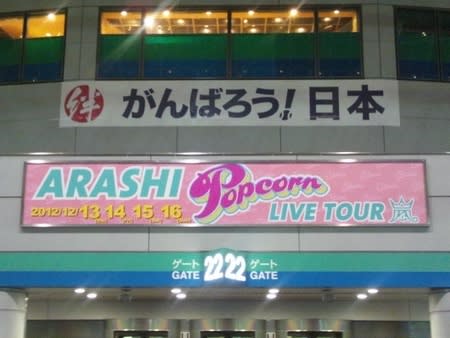 絆 がんばろう!日本
ARASHI Popcorn LIVE TOUR 嵐
2012/12/13 14 15 16
ゲート 22 22 ゲート
GATE GATE